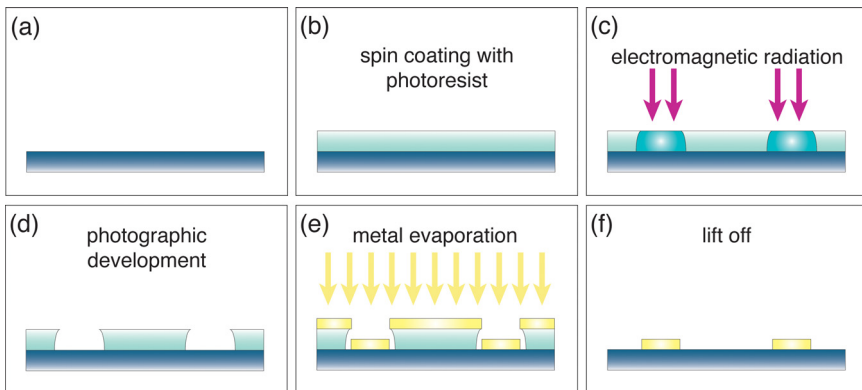 (a)
(b)
spin coating with
photoresist
(c)
electromagnetic radiation
(d)
photographic
development
(e)
metal evaporation
(f)
lift off